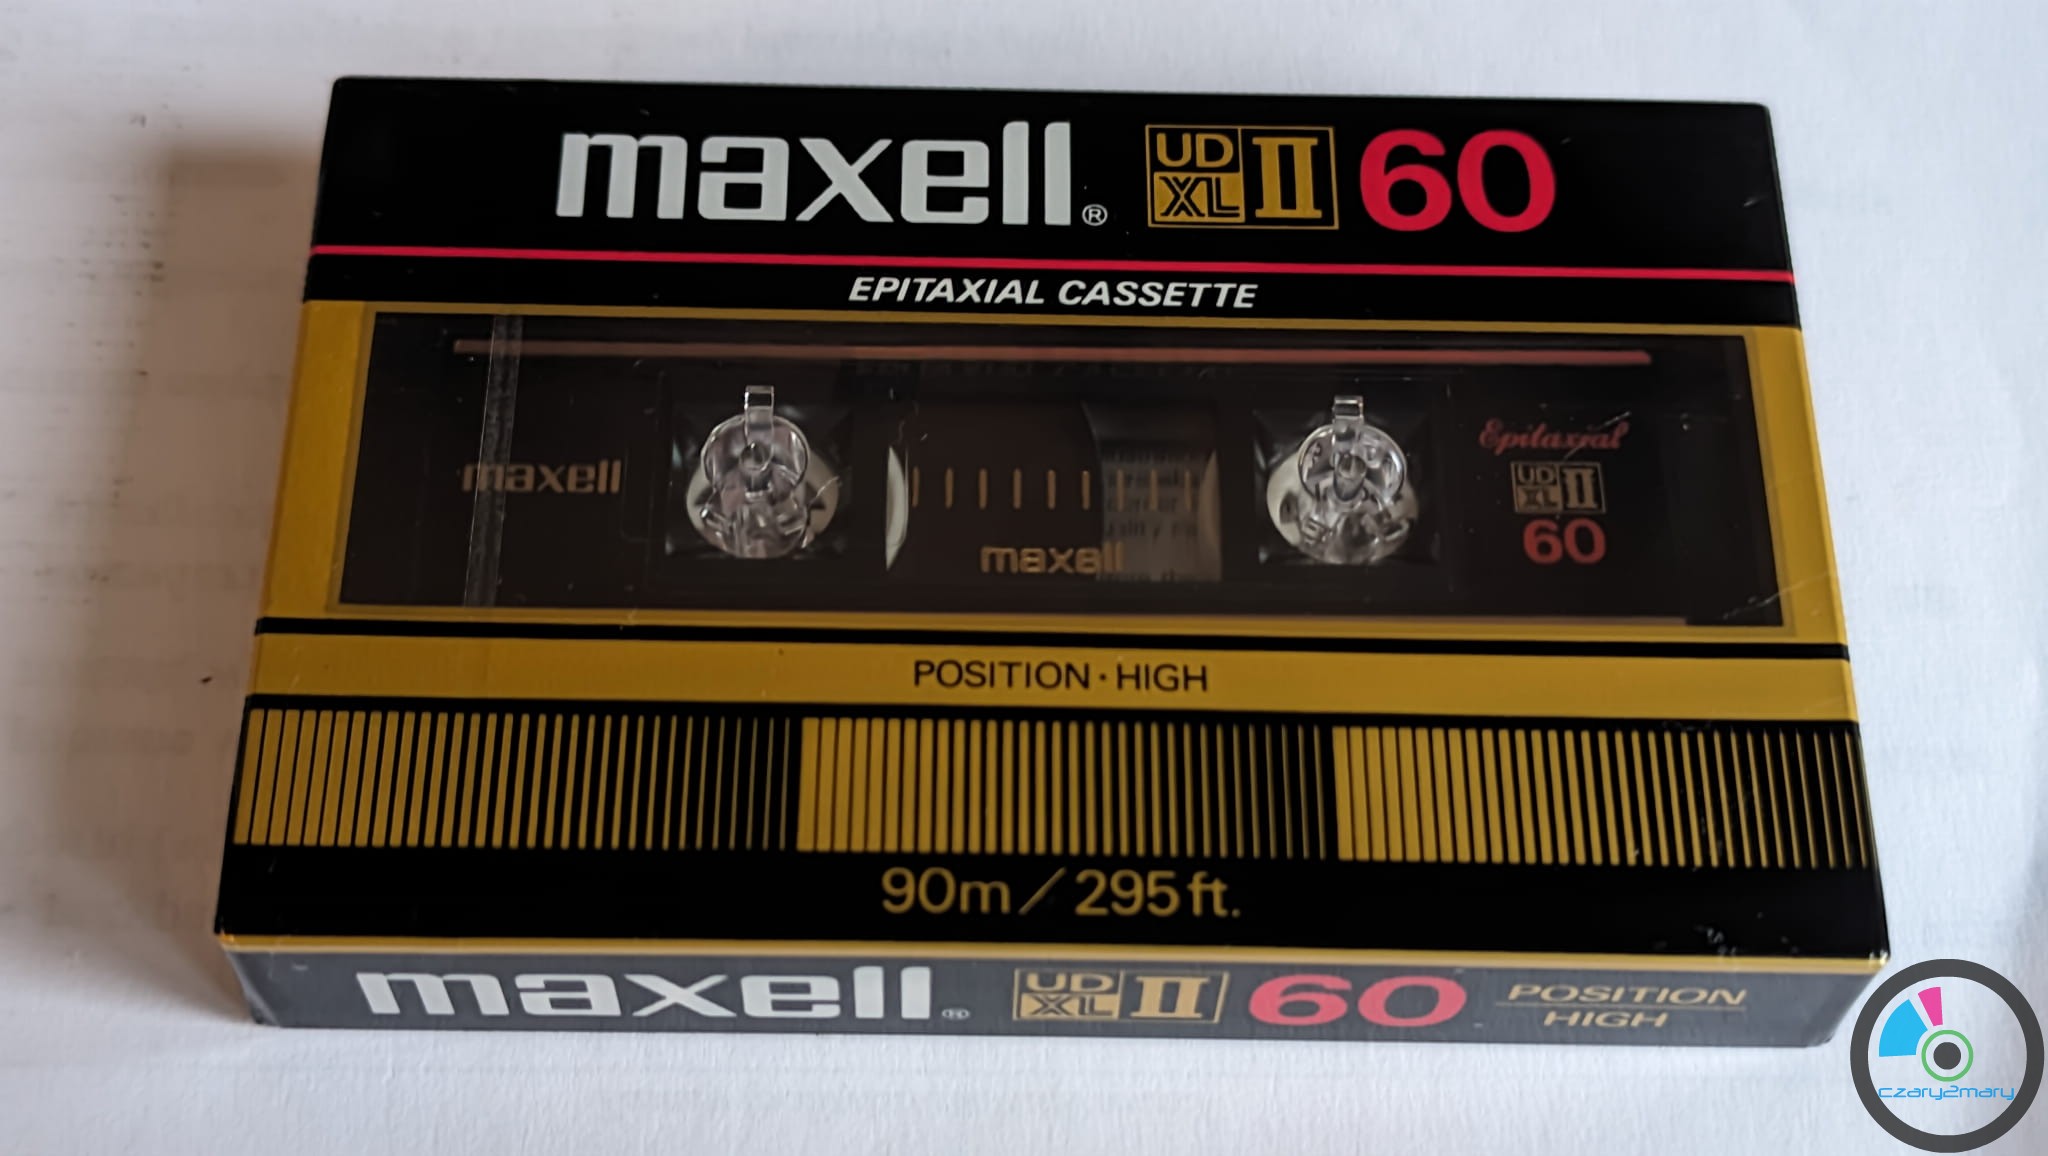 maxell® UD XL II 60
EPITAXIAL CASSETTE
maxell
Epitaxial
UD XL II
60
maxell
POSITION · HIGH
90m / 295 ft.
maxell® UD XL II 60 POSITION HIGH
czary2mary